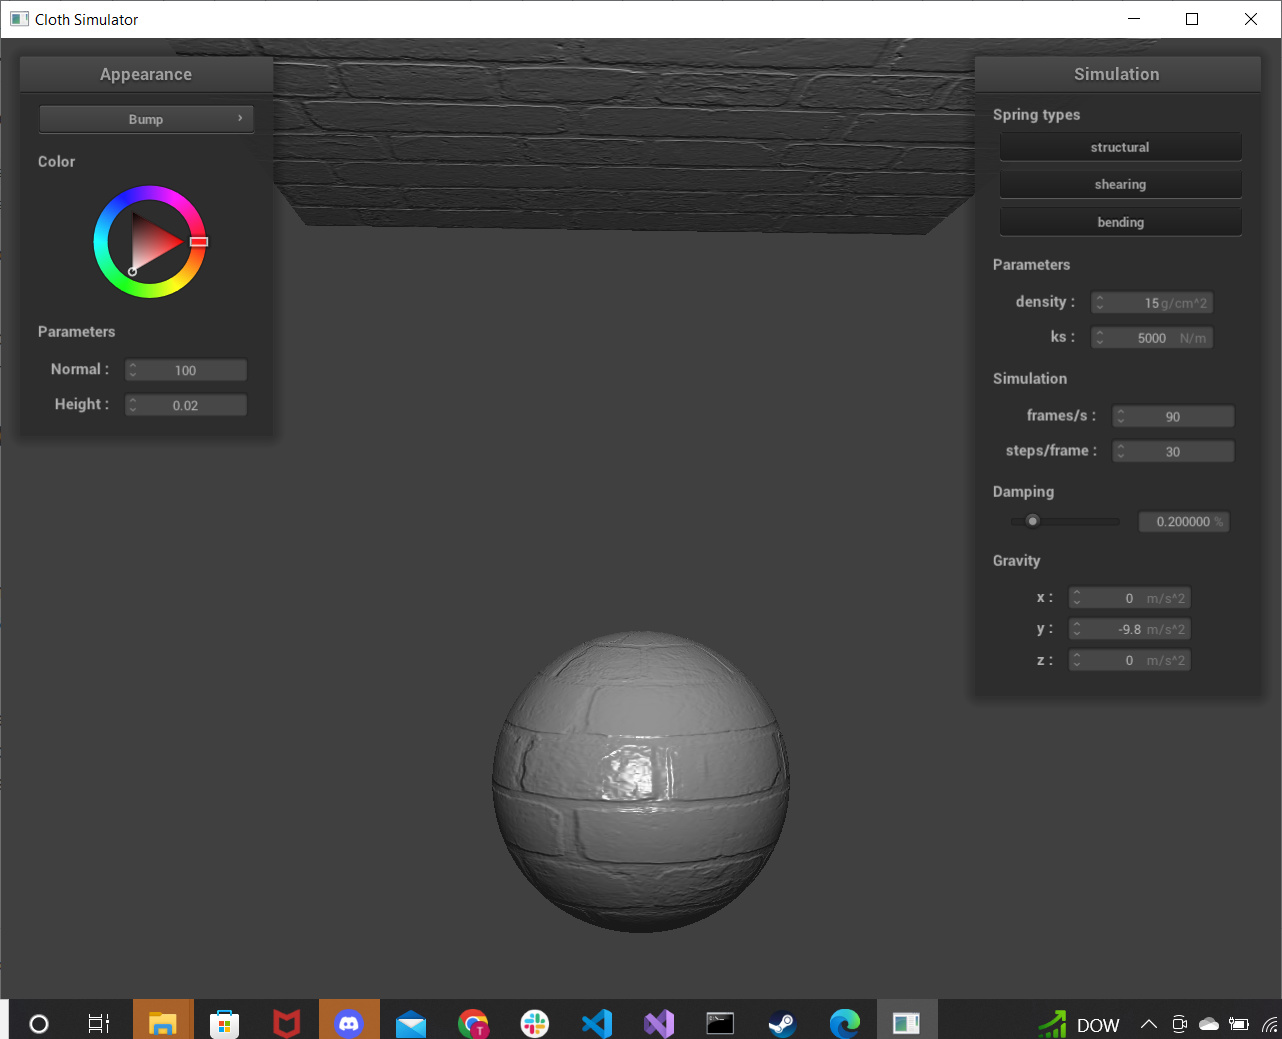 Cloth Simulator
Appearance
Bump
Color
Parameters
Normal : 100
Height : 0.02
Simulation
Spring types
structural
shearing
bending
Parameters
density : 15 g/cm^2
ks : 5000 N/m
Simulation
frames/s : 90
steps/frame : 30
Damping
0.200000 %
Gravity
x : 0 m/s^2
y : -9.8 m/s^2
z : 0 m/s^2
T
DOW